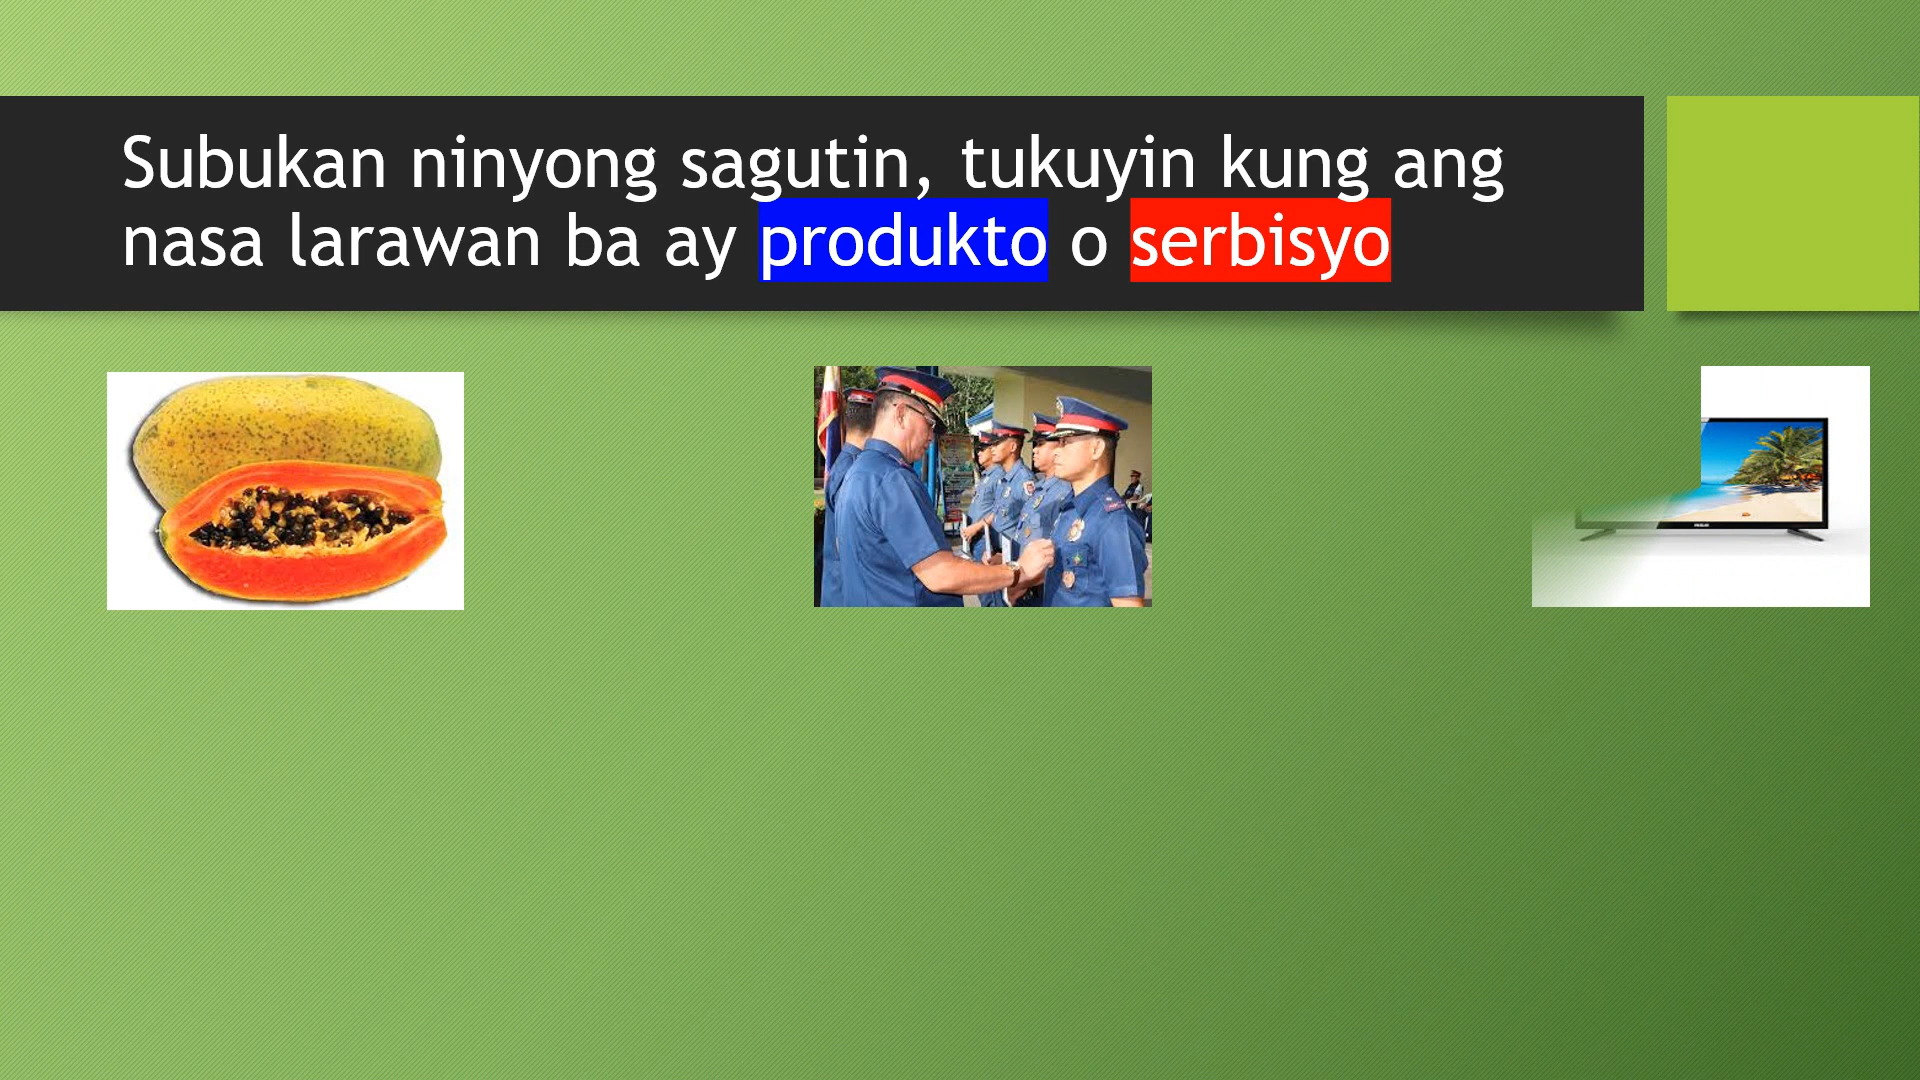 Subukan ninyong sagutin, tukuyin kung ang
nasa larawan ba ay produkto o serbisyo